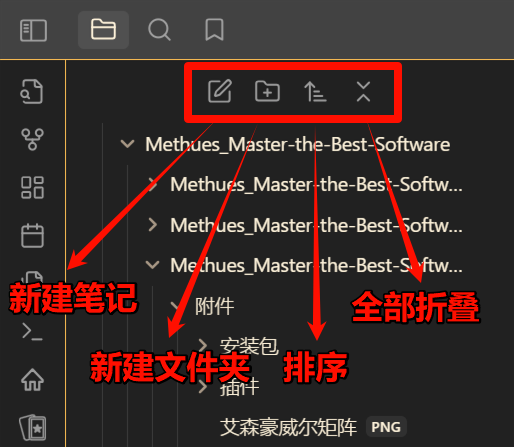 Methues_Master-the-Best-Software
Methues_Master-the-Best-Softw...
Methues_Master-the-Best-Softw...
Methues_Master-the-Best-Softw...
新建笔记
附件
全部折叠
安装包
新建文件夹
排序
插件
艾森豪威尔矩阵 PNG